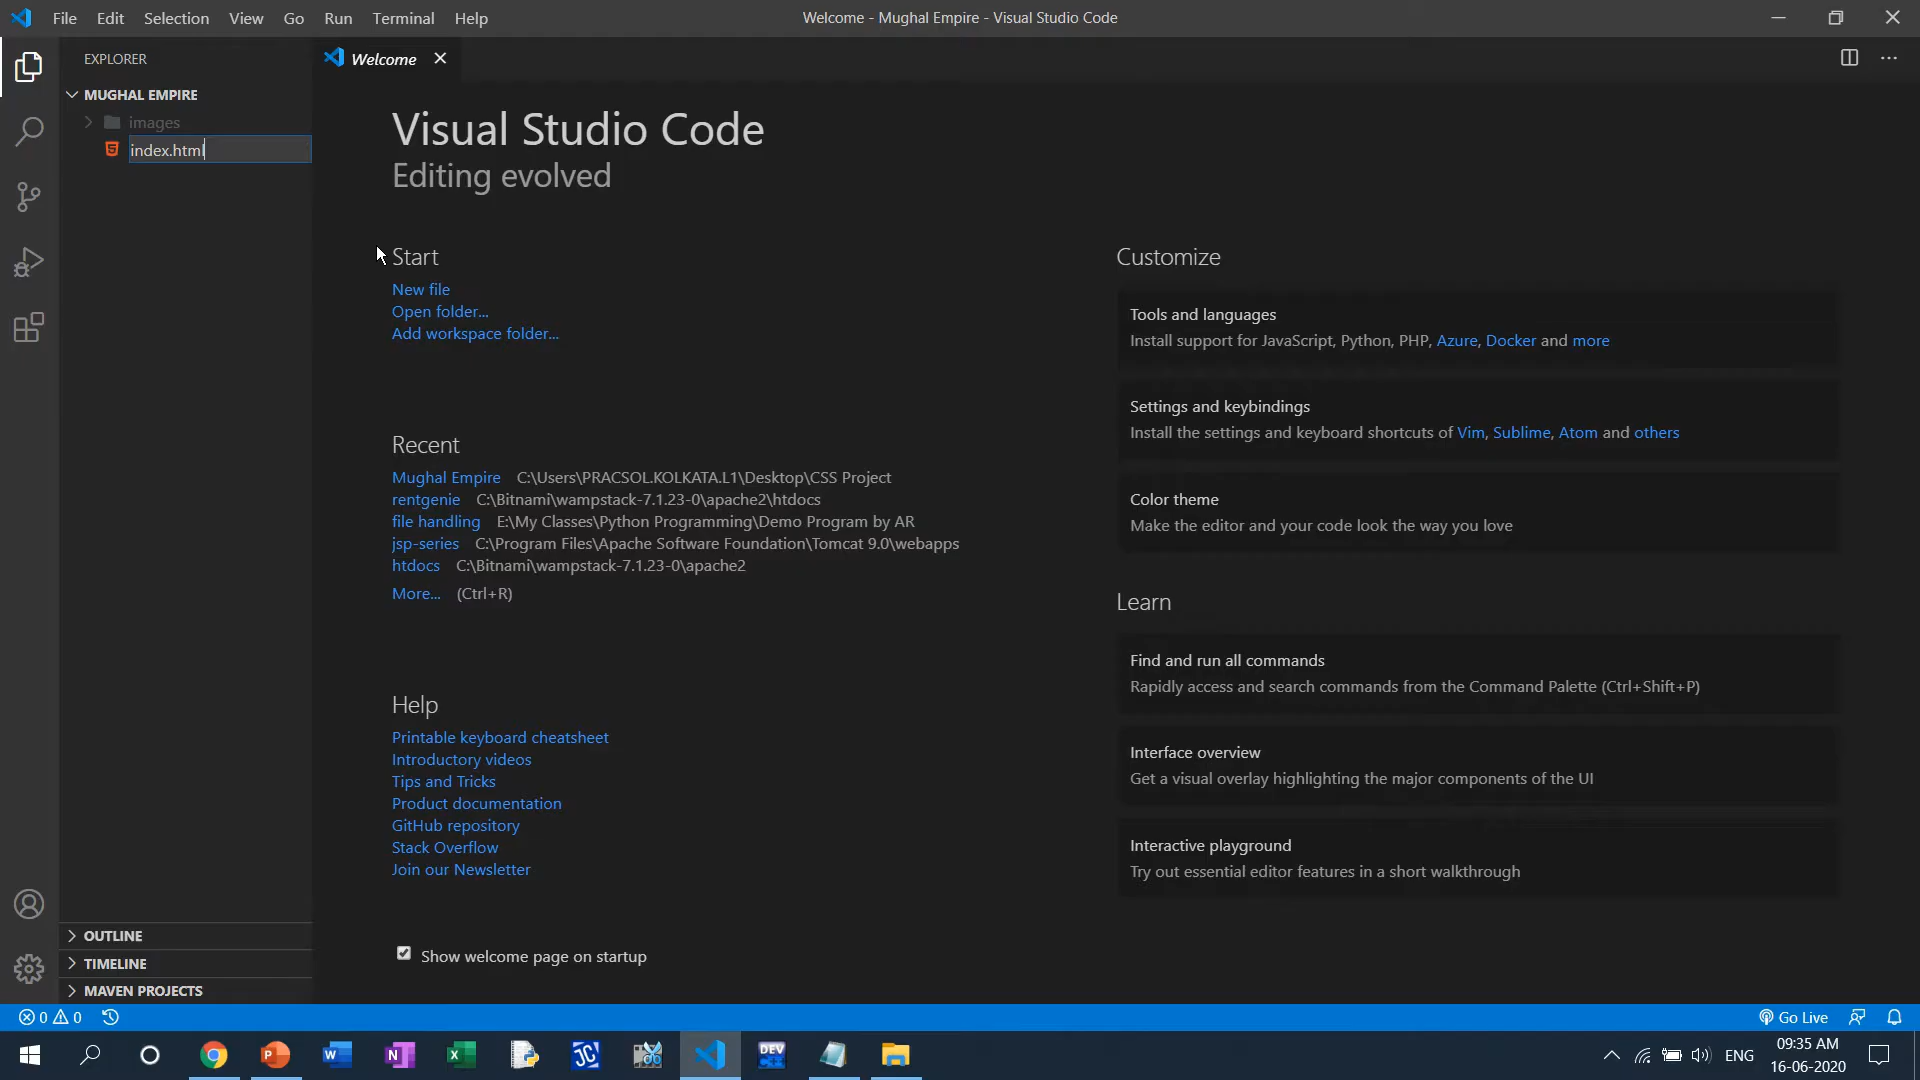 File Edit Selection View Go Run Terminal Help
Welcome - Mughal Empire - Visual Studio Code
EXPLORER
Welcome
MUGHAL EMPIRE
images
index.html
Visual Studio Code
Editing evolved
Start
New file
Open folder...
Add workspace folder...
Recent
Mughal Empire C:\Users\PRACSOL.KOLKATA.L1\Desktop\CSS Project
rentgenie C:\Bitnami\wampstack-7.1.23-0\apache2\htdocs
file handling E:\My Classes\Python Programming\Demo Program by AR
jsp-series C:\Program Files\Apache Software Foundation\Tomcat 9.0\webapps
htdocs C:\Bitnami\wampstack-7.1.23-0\apache2
More... (Ctrl+R)
Help
Printable keyboard cheatsheet
Introductory videos
Tips and Tricks
Product documentation
GitHub repository
Stack Overflow
Join our Newsletter
Show welcome page on startup
Customize
Tools and languages
Install support for JavaScript, Python, PHP, Azure, Docker and more
Settings and keybindings
Install the settings and keyboard shortcuts of Vim, Sublime, Atom and others
Color theme
Make the editor and your code look the way you love
Learn
Find and run all commands
Rapidly access and search commands from the Command Palette (Ctrl+Shift+P)
Interface overview
Get a visual overlay highlighting the major components of the UI
Interactive playground
Try out essential editor features in a short walkthrough
OUTLINE
TIMELINE
MAVEN PROJECTS
0 0
Go Live
DEV
ENG
09:35 AM
16-06-2020